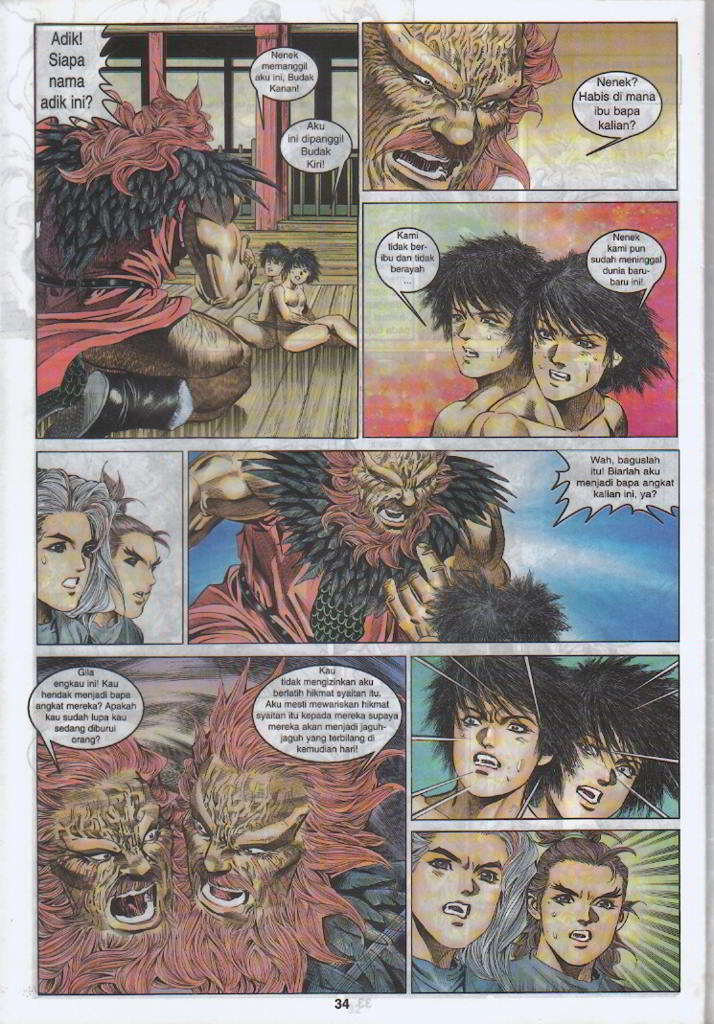 Adik!
Siapa
nama
adik ini?
Nenek
memanggil
aku ini, Budak
Kanan!
Aku
ini dipanggil
Budak
Kiri!
Nenek?
Habis di mana
ibu bapa
kalian?
Kami
tidak ber-
ibu dan tidak
berayah
...
Nenek
kami pun
sudah meninggal
dunia baru-
baru ini!
Wah, baguslah
itu! Biarlah aku
menjadi bapa angkat
kalian ini, ya?
Gila
engkau ini! Kau
hendak menjadi bapa
angkat mereka? Apakah
kau sudah lupa kau
sedang diburui
orang?
Kau
tidak mengizinkan aku
berlatih hikmat syaitan itu.
Aku mesti mewariskan hikmat
syaitan itu kepada mereka supaya
mereka akan menjadi jaguh-
jaguh yang terbilang di
kemudian hari!
34